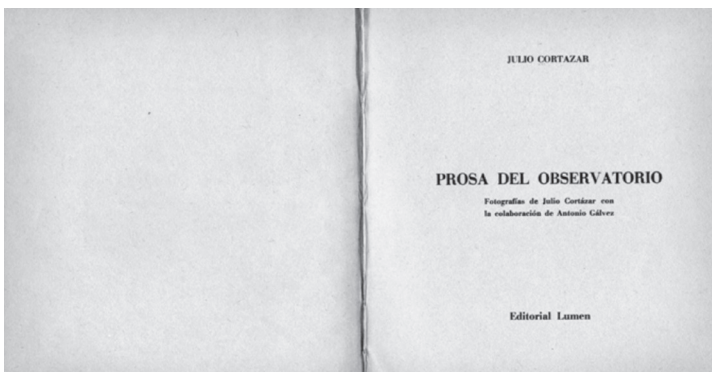 JULIO CORTAZAR
PROSA DEL OBSERVATORIO
Fotografías de Julio Cortázar con
la colaboración de Antonio Gálvez
Editorial Lumen